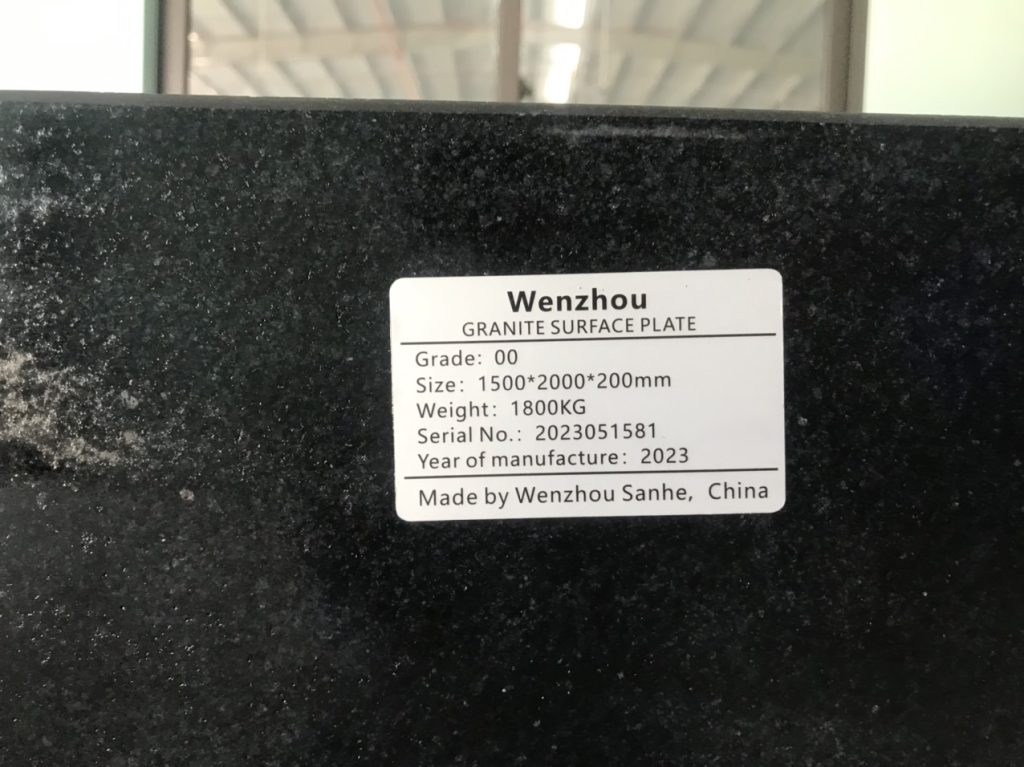 Wenzhou
GRANITE SURFACE PLATE
Grade: 00
Size: 1500*2000*200mm
Weight: 1800KG
Serial No.: 2023051581
Year of manufacture: 2023
Made by Wenzhou Sanhe, China